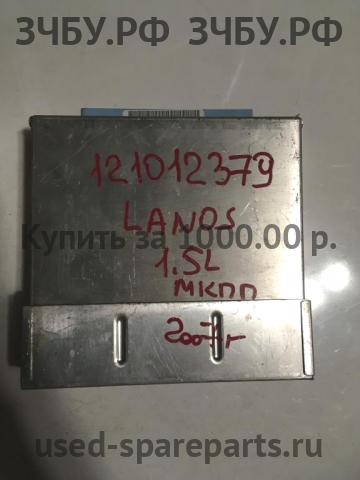 ЗЧБУ.РФ ЗЧБУ.РФ
121012379
LANOS
Купить за 1000.00 р.
1.5L
МКПП
2007г
used-spareparts.ru